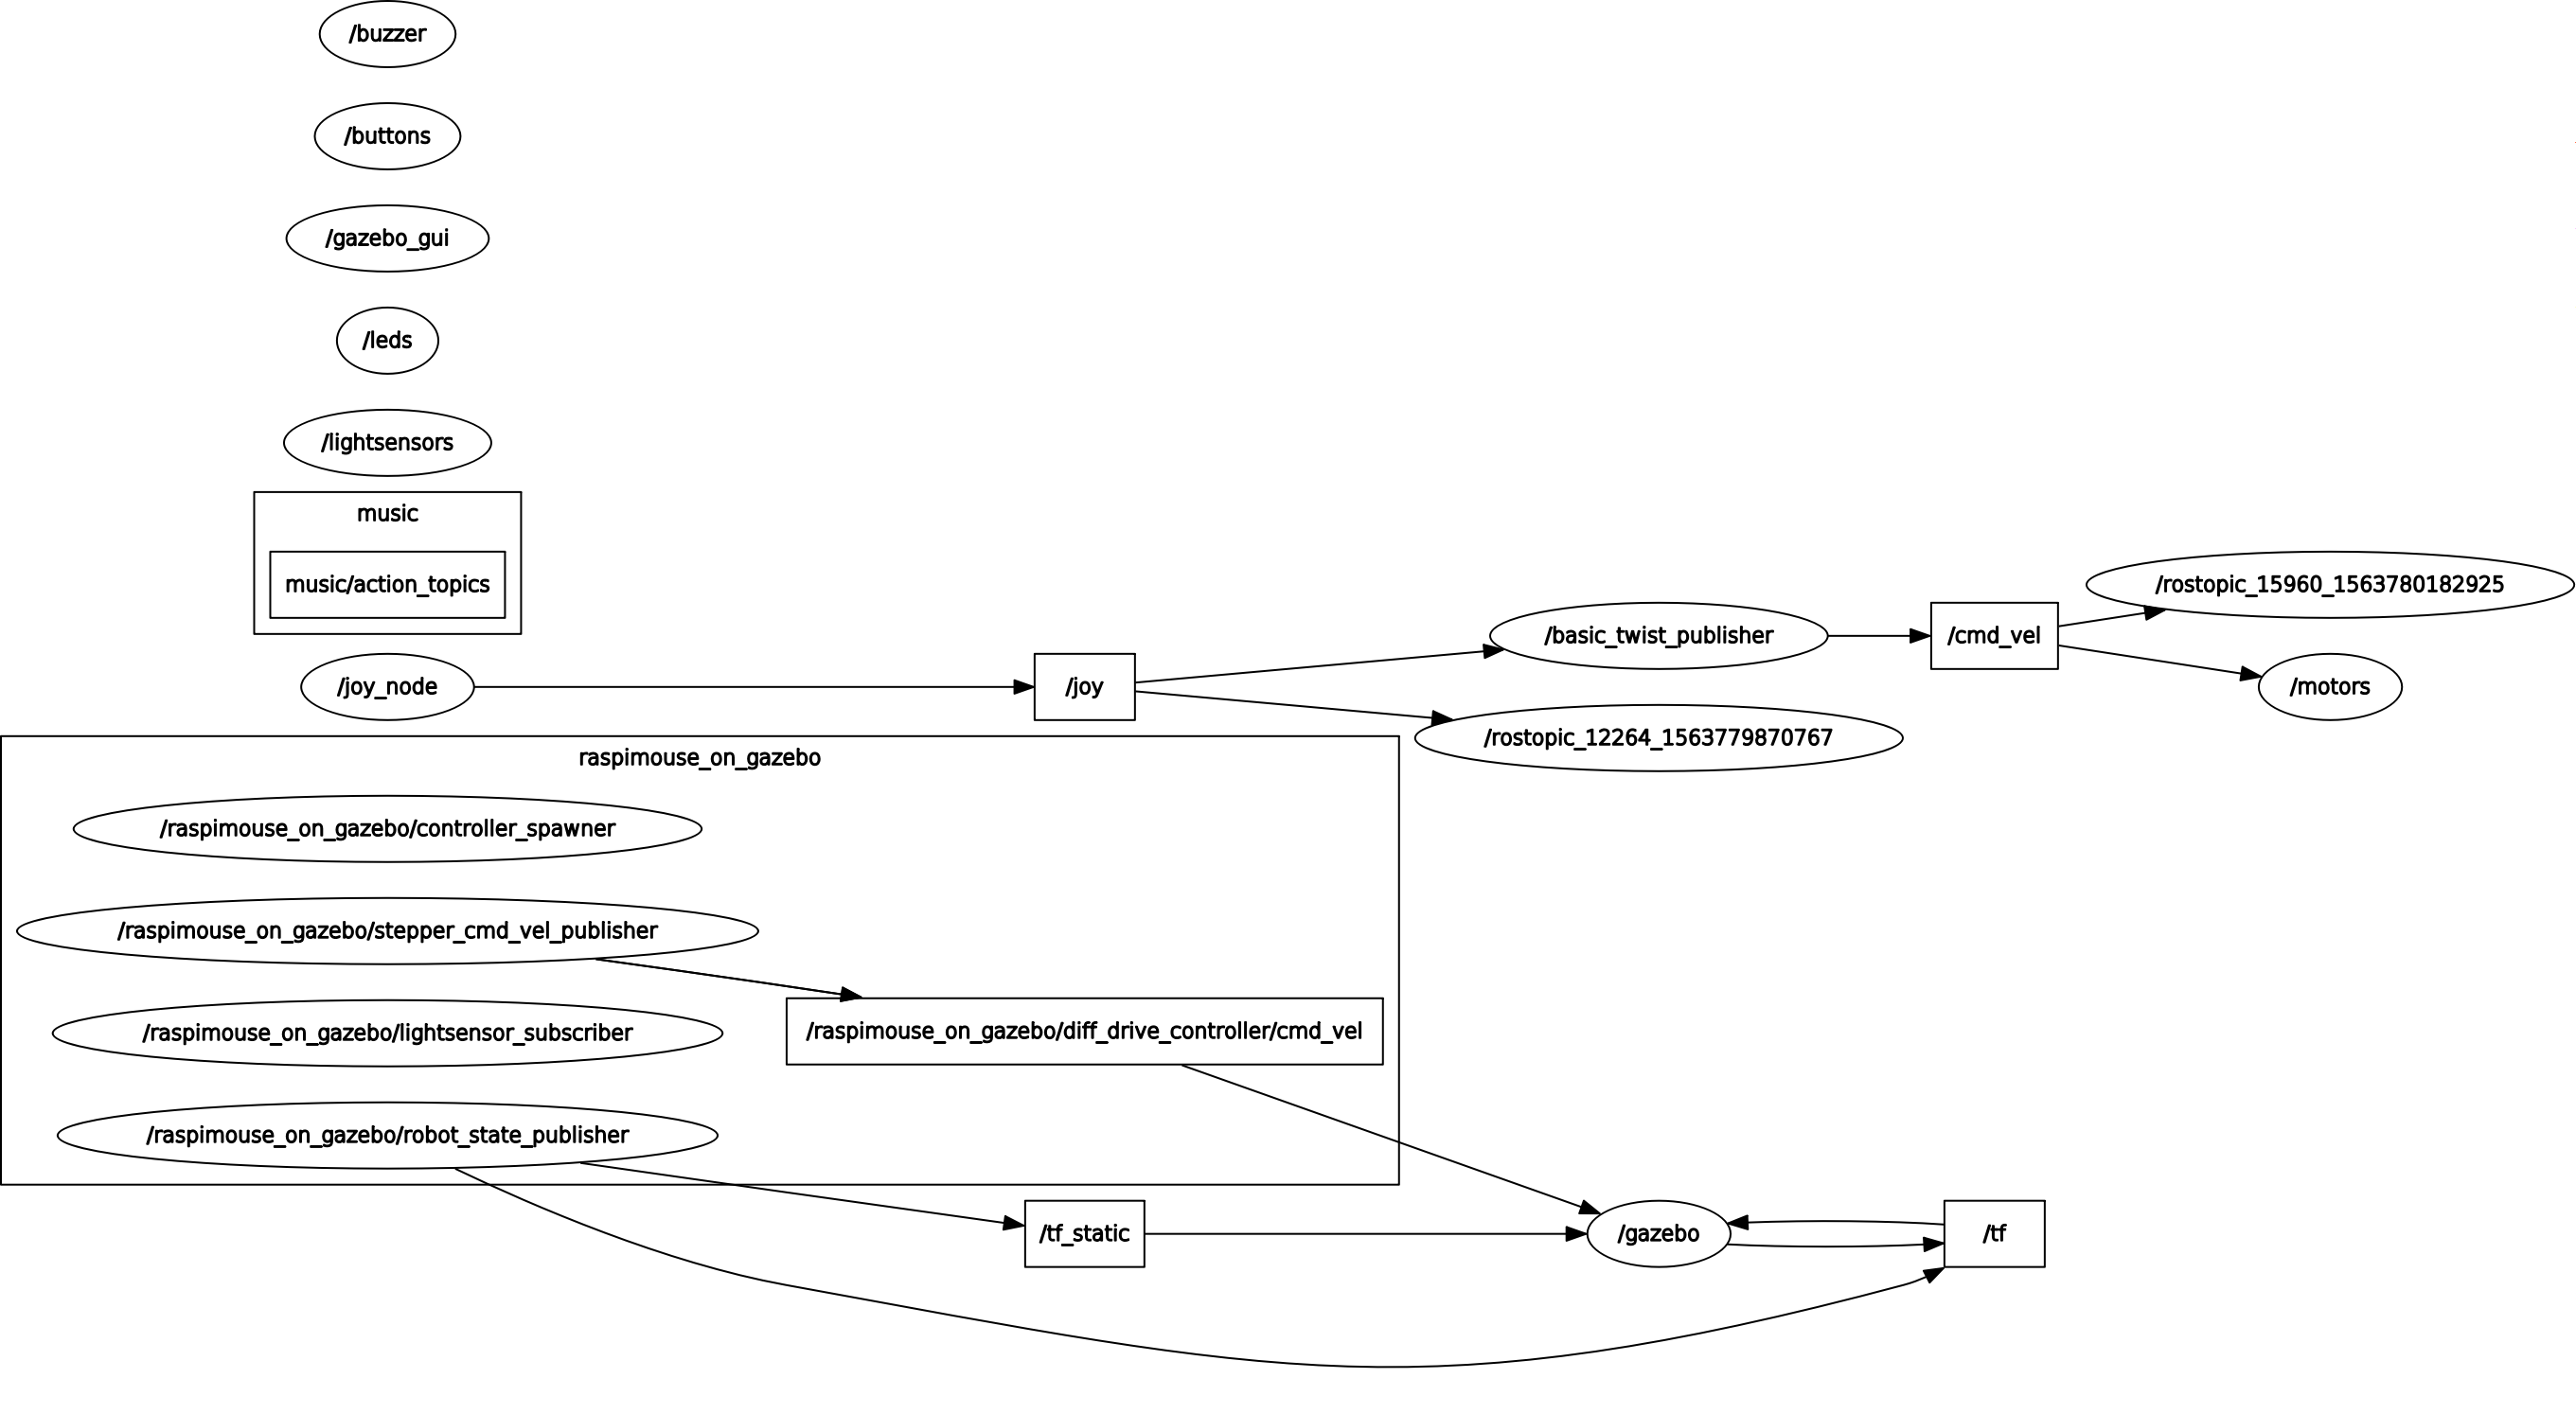 /buzzer
/buttons
/gazebo_gui
/leds
/lightsensors
music
music/action_topics
/joy_node
/joy
/basic_twist_publisher
/rostopic_12264_1563779870767
/cmd_vel
/rostopic_15960_1563780182925
/motors
raspimouse_on_gazebo
/raspimouse_on_gazebo/controller_spawner
/raspimouse_on_gazebo/stepper_cmd_vel_publisher
/raspimouse_on_gazebo/lightsensor_subscriber
/raspimouse_on_gazebo/diff_drive_controller/cmd_vel
/raspimouse_on_gazebo/robot_state_publisher
/tf_static
/gazebo
/tf